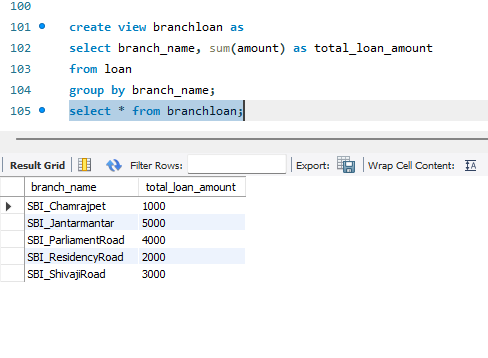 100
101 create view branchloan as
102 select branch_name, sum(amount) as total_loan_amount
103 from loan
104 group by branch_name;
105 select * from branchloan;
Result Grid Filter Rows: Export: Wrap Cell Content:
branch_name total_loan_amount
SBI_Chamrajpet 1000
SBI_Jantarmantar 5000
SBI_ParliamentRoad 4000
SBI_ResidencyRoad 2000
SBI_ShivajiRoad 3000